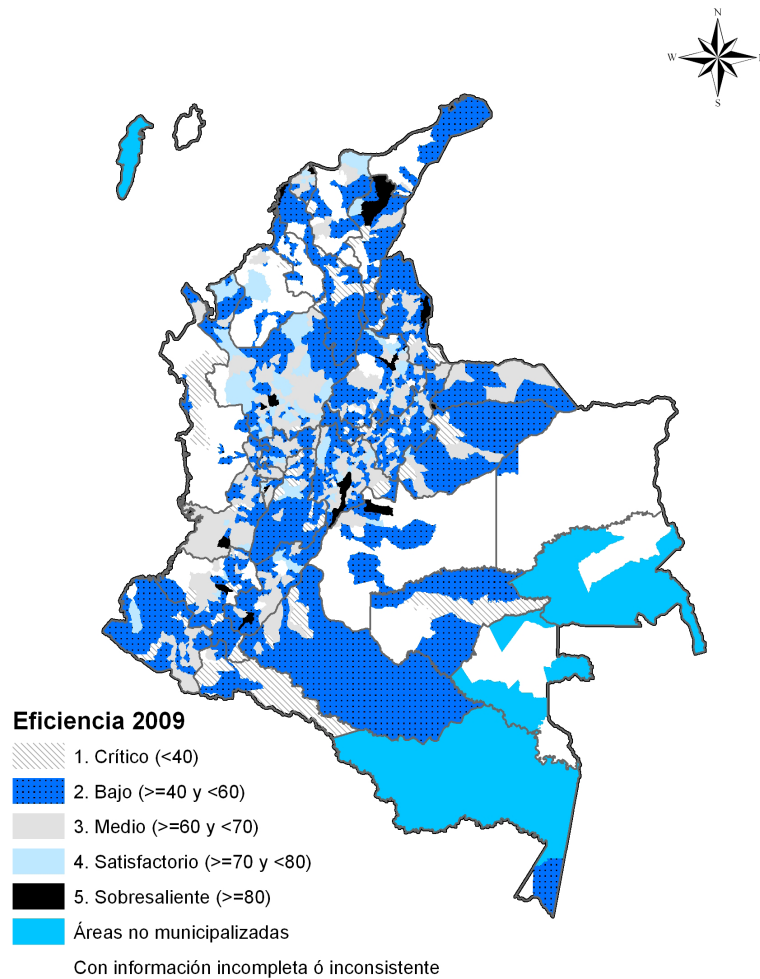 N
W
E
S
Eficiencia 2009
1. Crítico (<40)
2. Bajo (>=40 y <60)
3. Medio (>=60 y <70)
4. Satisfactorio (>=70 y <80)
5. Sobresaliente (>=80)
Áreas no municipalizadas
Con información incompleta ó inconsistente